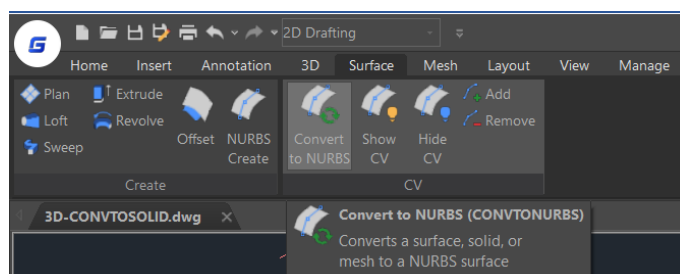 G
2D Drafting
Home Insert Annotation 3D Surface Mesh Layout View Manage
Plan Extrude
Loft Revolve
Sweep
Offset
NURBS
Create
Convert
to NURBS
Show
CV
Hide
CV
Add
Remove
Create
CV
3D-CONVTOSOLID.dwg
Convert to NURBS (CONVTONURBS)
Converts a surface, solid, or
mesh to a NURBS surface